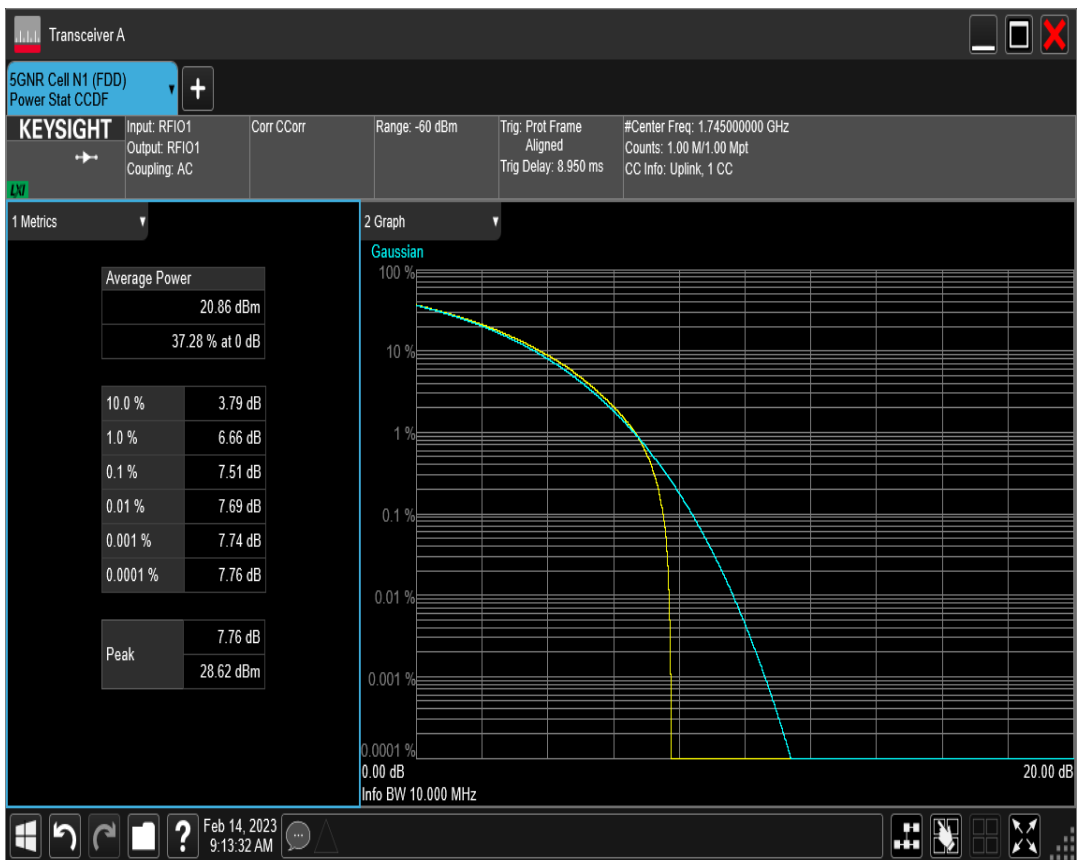 Transceiver A
5GNR Cell N1 (FDD)
Power Stat CCDF
+
KEYSIGHT
LXI
Input: RFIO1
Output: RFIO1
Coupling: AC
Corr CCorr
Range: -60 dBm
Trig: Prot Frame
Aligned
Trig Delay: 8.950 ms
#Center Freq: 1.745000000 GHz
Counts: 1.00 M/1.00 Mpt
CC Info: Uplink, 1 CC
1 Metrics
Average Power
20.86 dBm
37.28 % at 0 dB
10.0 % 3.79 dB
1.0 % 6.66 dB
0.1 % 7.51 dB
0.01 % 7.69 dB
0.001 % 7.74 dB
0.0001 % 7.76 dB
Peak
7.76 dB
28.62 dBm
2 Graph
Gaussian
100 %
10 %
1 %
0.1 %
0.01 %
0.001 %
0.0001 %
0.00 dB
20.00 dB
Info BW 10.000 MHz
?
Feb 14, 2023
9:13:32 AM